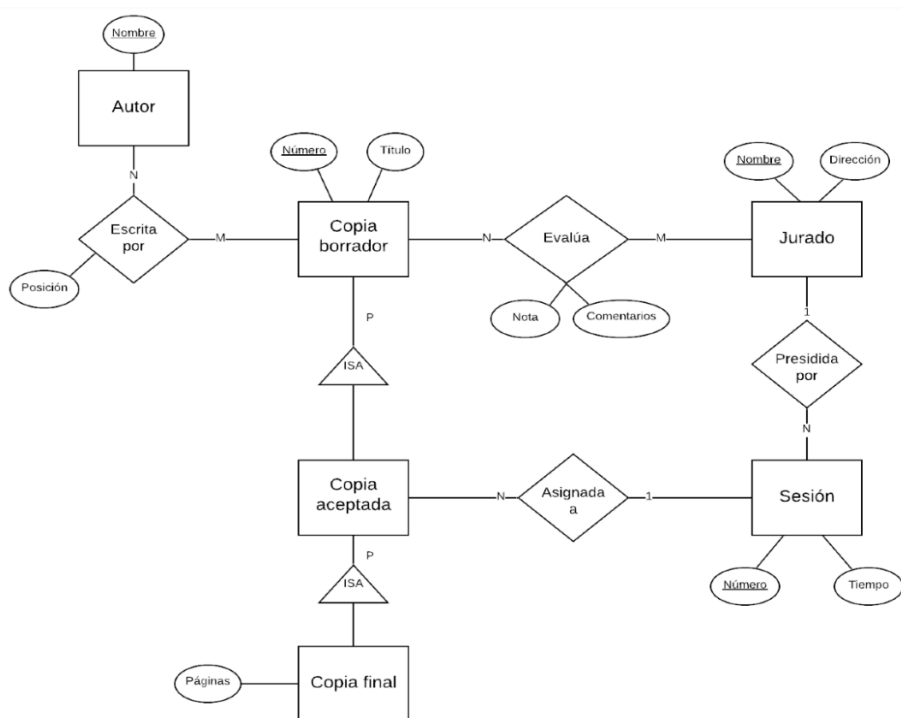 Nombre
Autor
N
Número
Título
Nombre
Dirección
Escrita
por
M
Copia
borrador
N
Evalúa
M
Jurado
Posición
Nota
Comentarios
P
1
ISA
Presidida
por
N
Copia
aceptada
N
Asignada
a
1
Sesión
P
ISA
Número
Tiempo
Páginas
Copia final